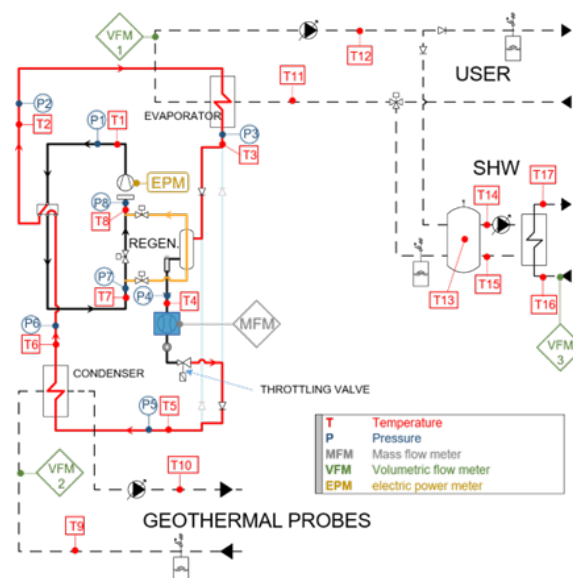 VFM
1
T12
T11
USER
P2
T2
P1
T1
EVAPORATOR
P3
T3
EPM
P8
T8
REGEN.
SHW
T17
T14
T13
T15
T16
P7
T7
P4
T4
MFM
VFM
3
P6
T6
CONDENSER
THROTTLING VALVE
P5
T5
VFM
2
T10
T9
GEOTHERMAL PROBES
T Temperature
P Pressure
MFM Mass flow meter
VFM Volumetric flow meter
EPM electric power meter